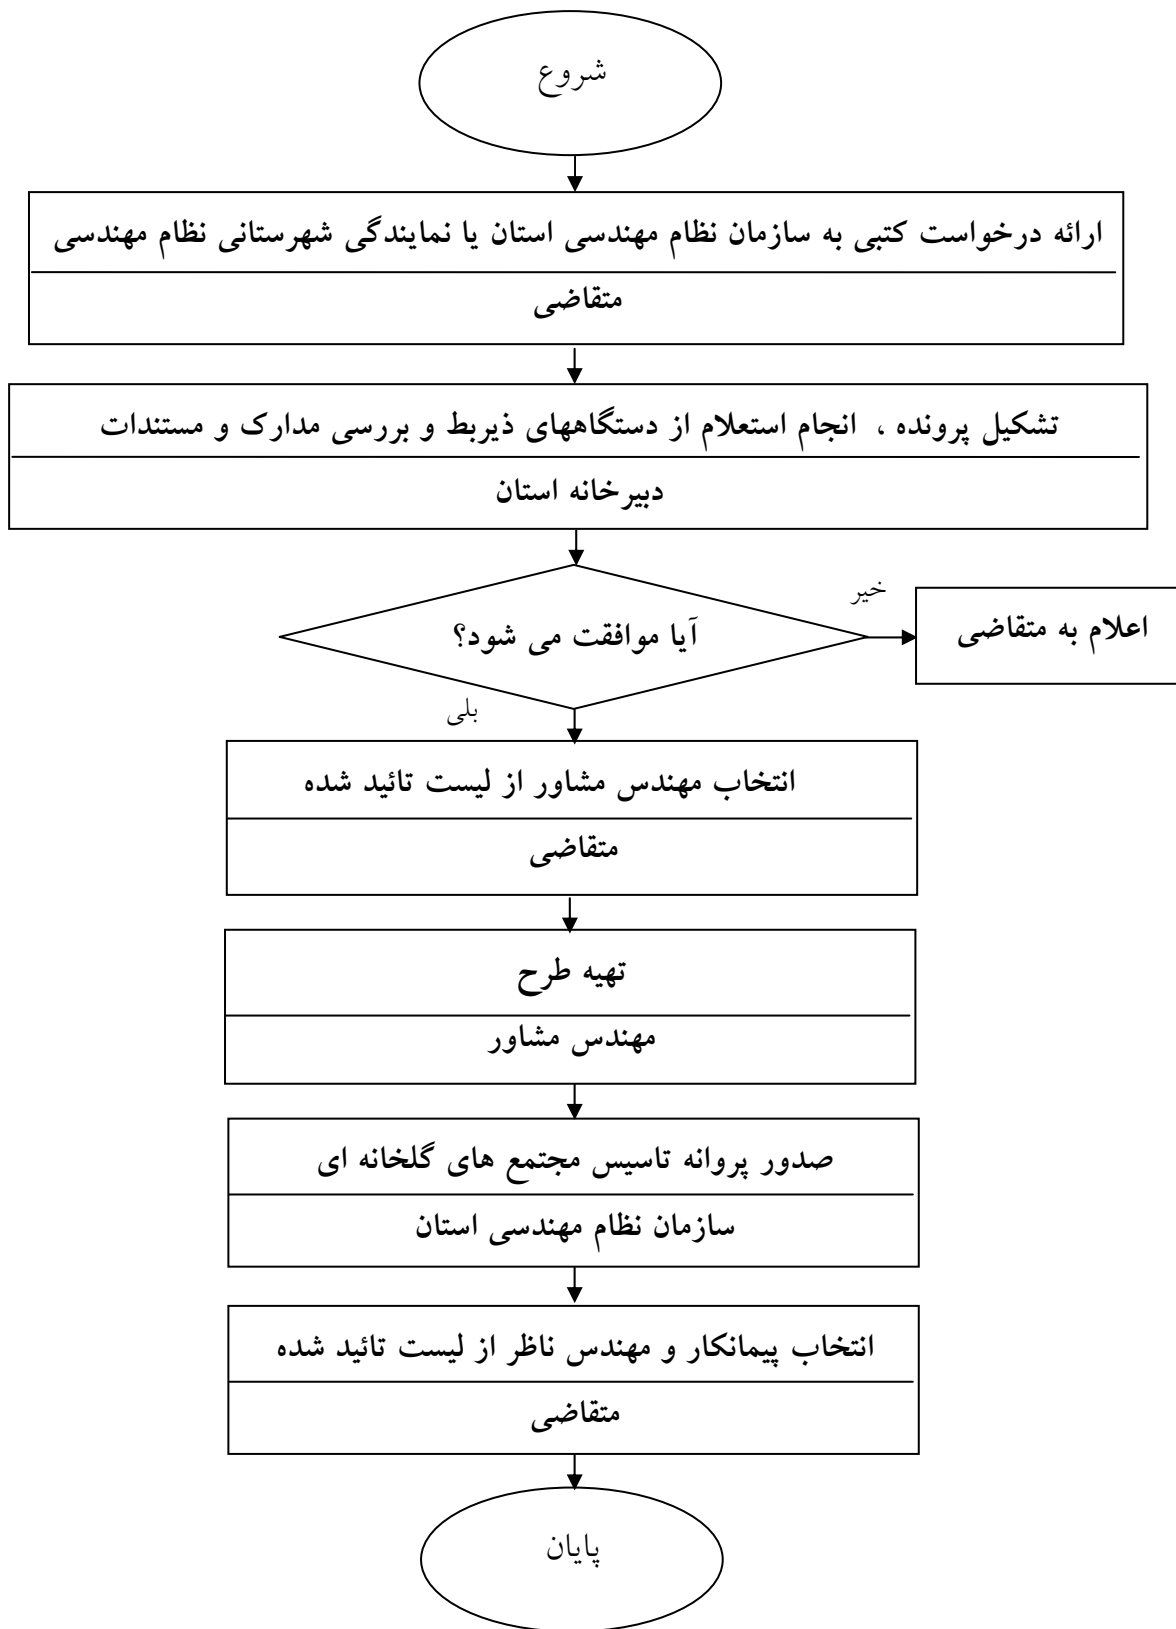 شروع
ارائه درخواست کتبی به سازمان نظام مهندسی استان یا نمایندگی شهرستانی نظام مهندسی
متقاضی
تشکیل پرونده ، انجام استعلام از دستگاههای ذیربط و بررسی مدارک و مستندات
دبیرخانه استان
آیا موافقت می شود؟
خیر
اعلام به متقاضی
بلی
انتخاب مهندس مشاور از لیست تائید شده
متقاضی
تهیه طرح
مهندس مشاور
صدور پروانه تاسیس مجتمع های گلخانه ای
سازمان نظام مهندسی استان
انتخاب پیمانکار و مهندس ناظر از لیست تائید شده
متقاضی
پایان